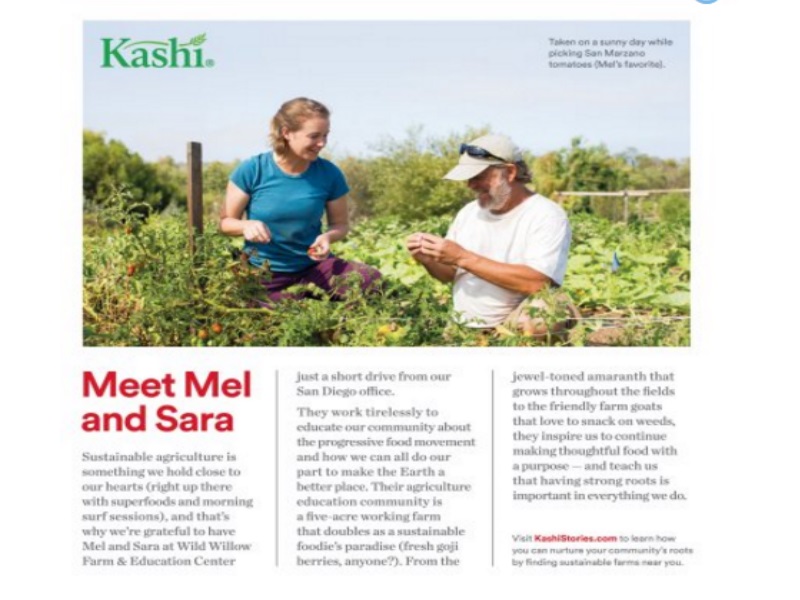 Kashi®
Taken on a sunny day while
picking San Marzano
tomatoes (Mel's favorite).
Meet Mel
and Sara
Sustainable agriculture is
something we hold close to
our hearts (right up there
with superfoods and morning
surf sessions), and that's
why we're grateful to have
Mel and Sara at Wild Willow
Farm & Education Center
just a short drive from our
San Diego office.
They work tirelessly to
educate our community about
the progressive food movement
and how we can all do our
part to make the Earth a
better place. Their agriculture
education community is
a five-acre working farm
that doubles as a sustainable
foodie's paradise (fresh goji
berries, anyone?). From the
jewel-toned amaranth that
grows throughout the fields
to the friendly farm goats
that love to snack on weeds,
they inspire us to continue
making thoughtful food with
a purpose — and teach us
that having strong roots is
important in everything we do.
Visit KashiStories.com to learn how
you can nurture your community's roots
by finding sustainable farms near you.